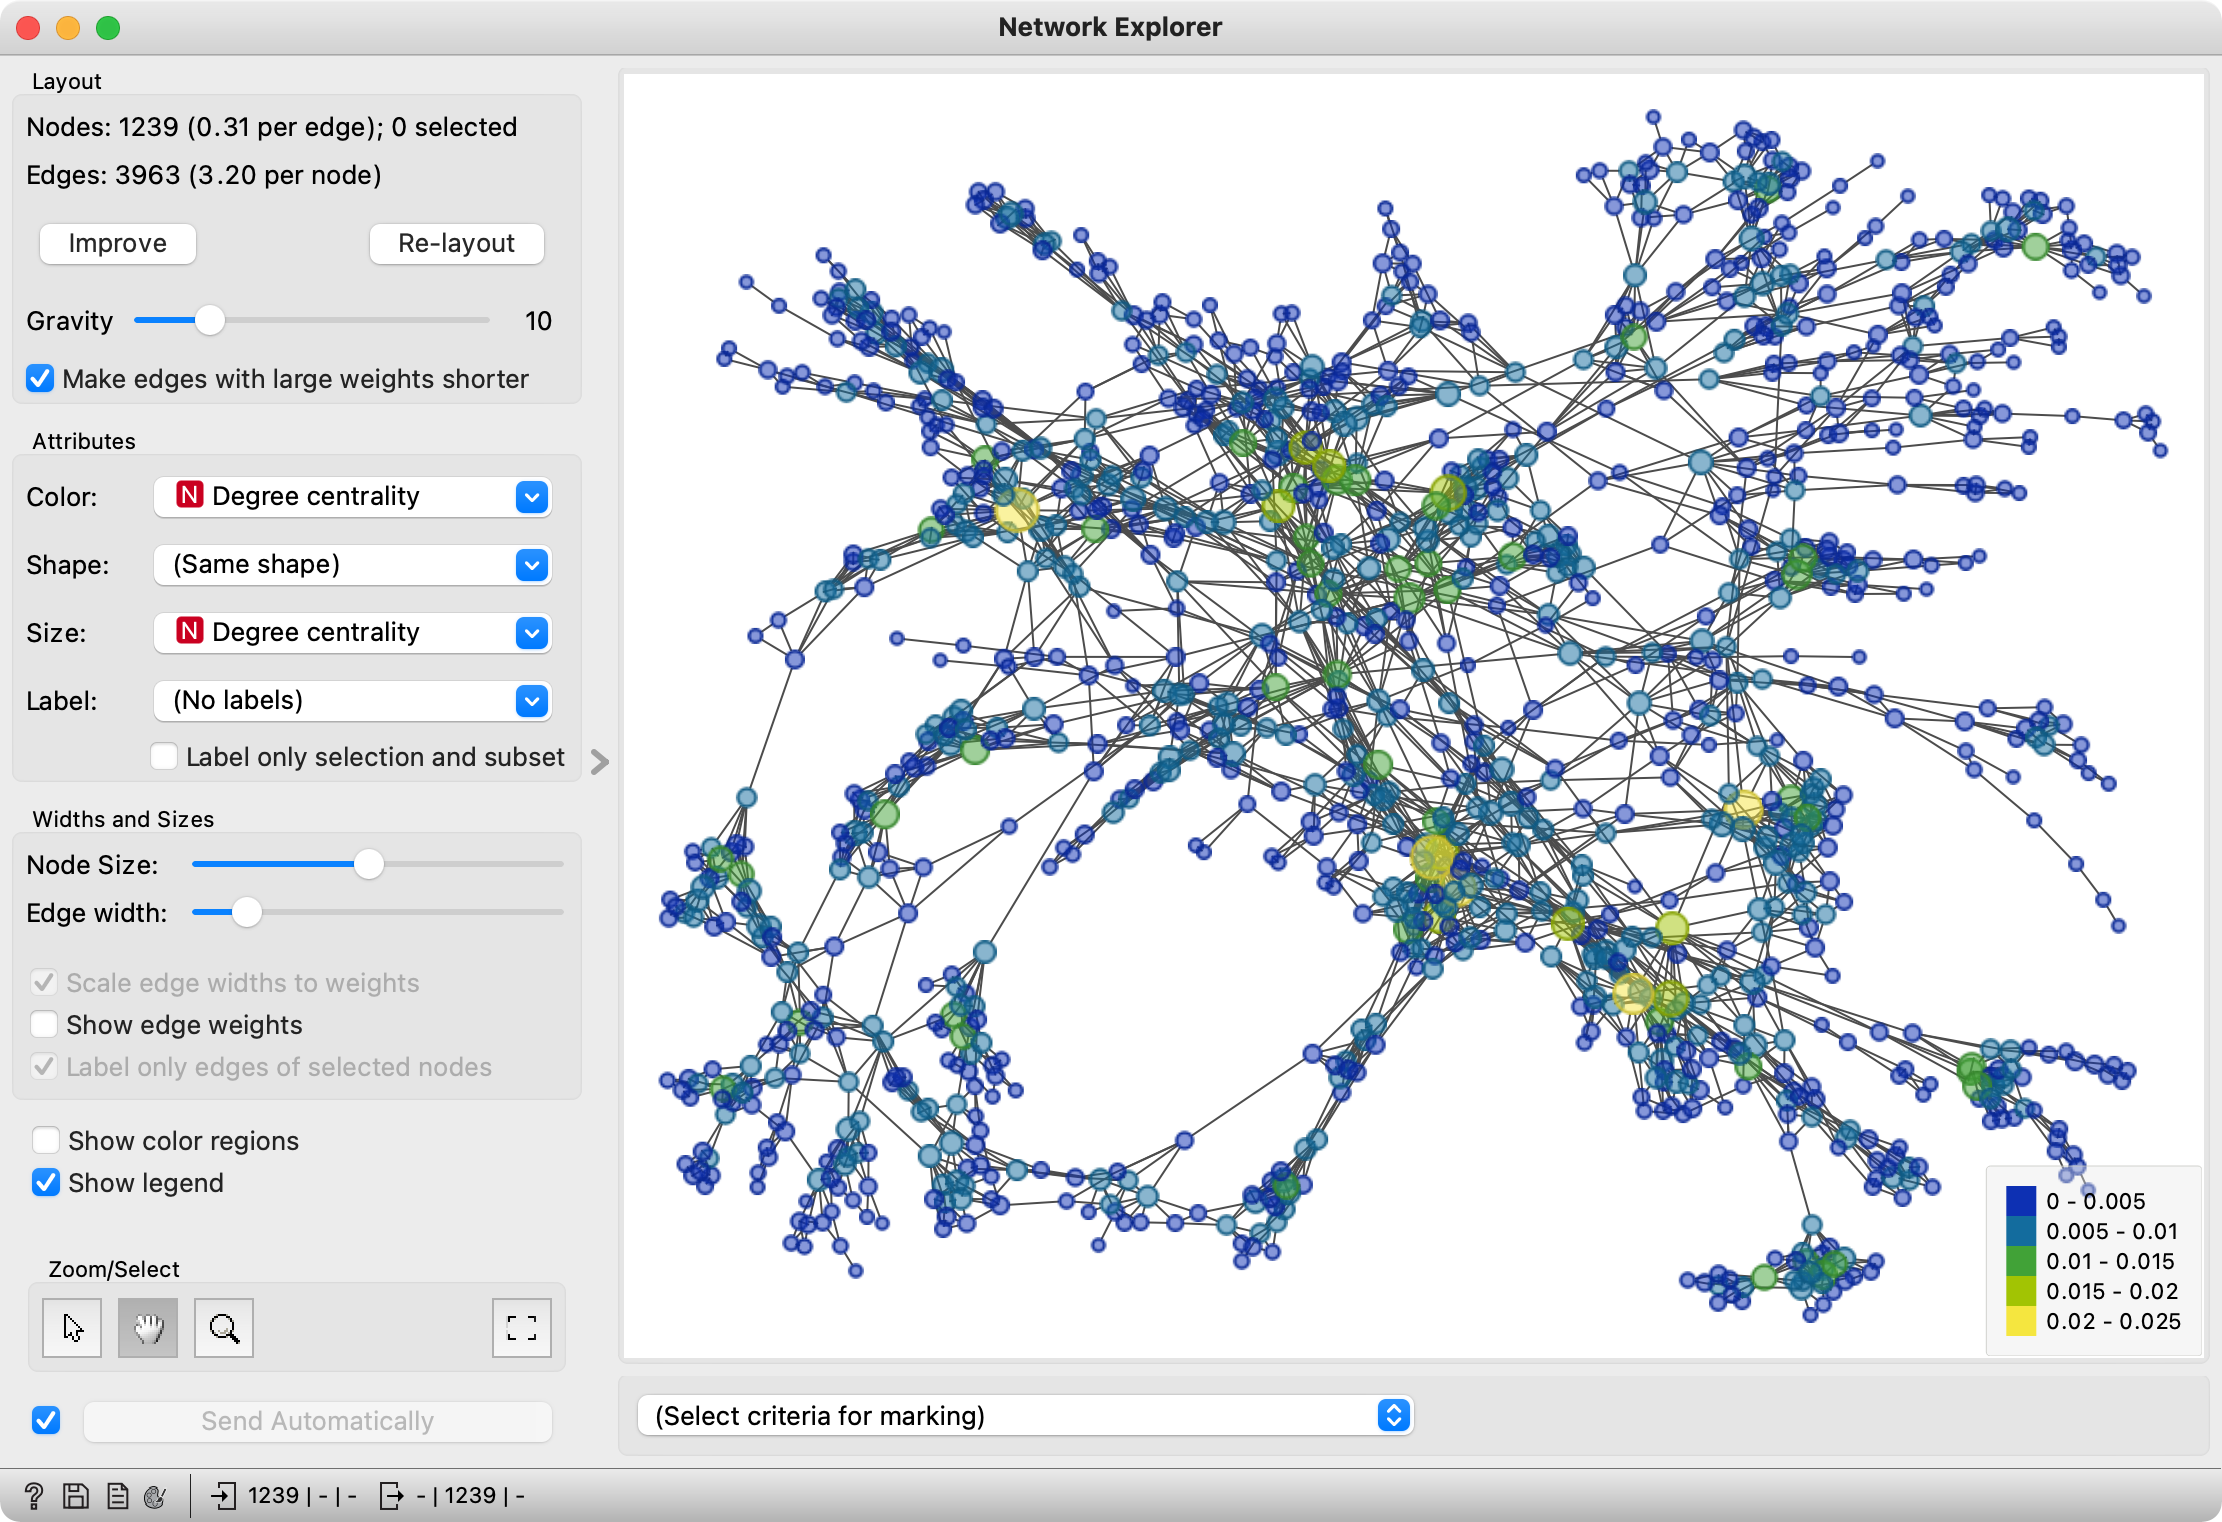 Network Explorer
Layout
Nodes: 1239 (0.31 per edge); 0 selected
Edges: 3963 (3.20 per node)
Improve
Re-layout
Gravity
10
Make edges with large weights shorter
Attributes
Color:
N Degree centrality
Shape:
(Same shape)
Size:
N Degree centrality
Label:
(No labels)
Label only selection and subset
Widths and Sizes
Node Size:
Edge width:
Scale edge widths to weights
Show edge weights
Label only edges of selected nodes
Show color regions
Show legend
Zoom/Select
Send Automatically
0 - 0.005
0.005 - 0.01
0.01 - 0.015
0.015 - 0.02
0.02 - 0.025
(Select criteria for marking)
? 1239 | - | - - | 1239 | -